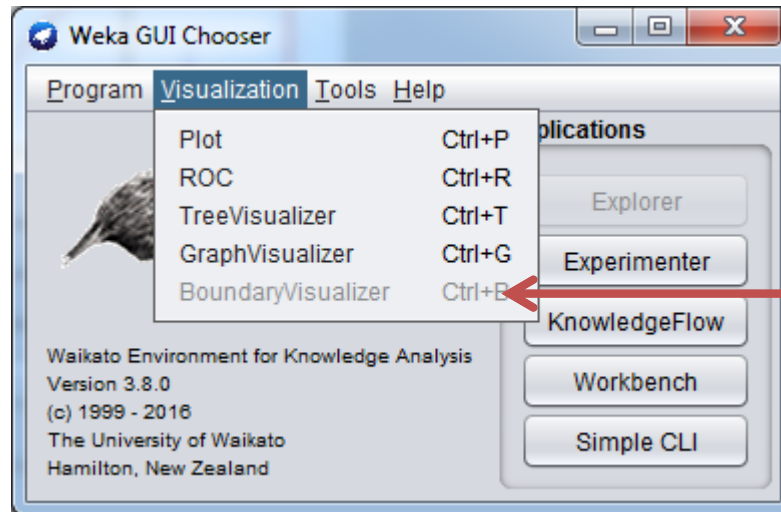 Weka GUI Chooser
Program Visualization Tools Help
Plot Ctrl+P
ROC Ctrl+R
TreeVisualizer Ctrl+T
GraphVisualizer Ctrl+G
BoundaryVisualizer Ctrl+B
plications
Explorer
Experimenter
KnowledgeFlow
Workbench
Simple CLI
Waikato Environment for Knowledge Analysis
Version 3.8.0
(c) 1999 - 2016
The University of Waikato
Hamilton, New Zealand